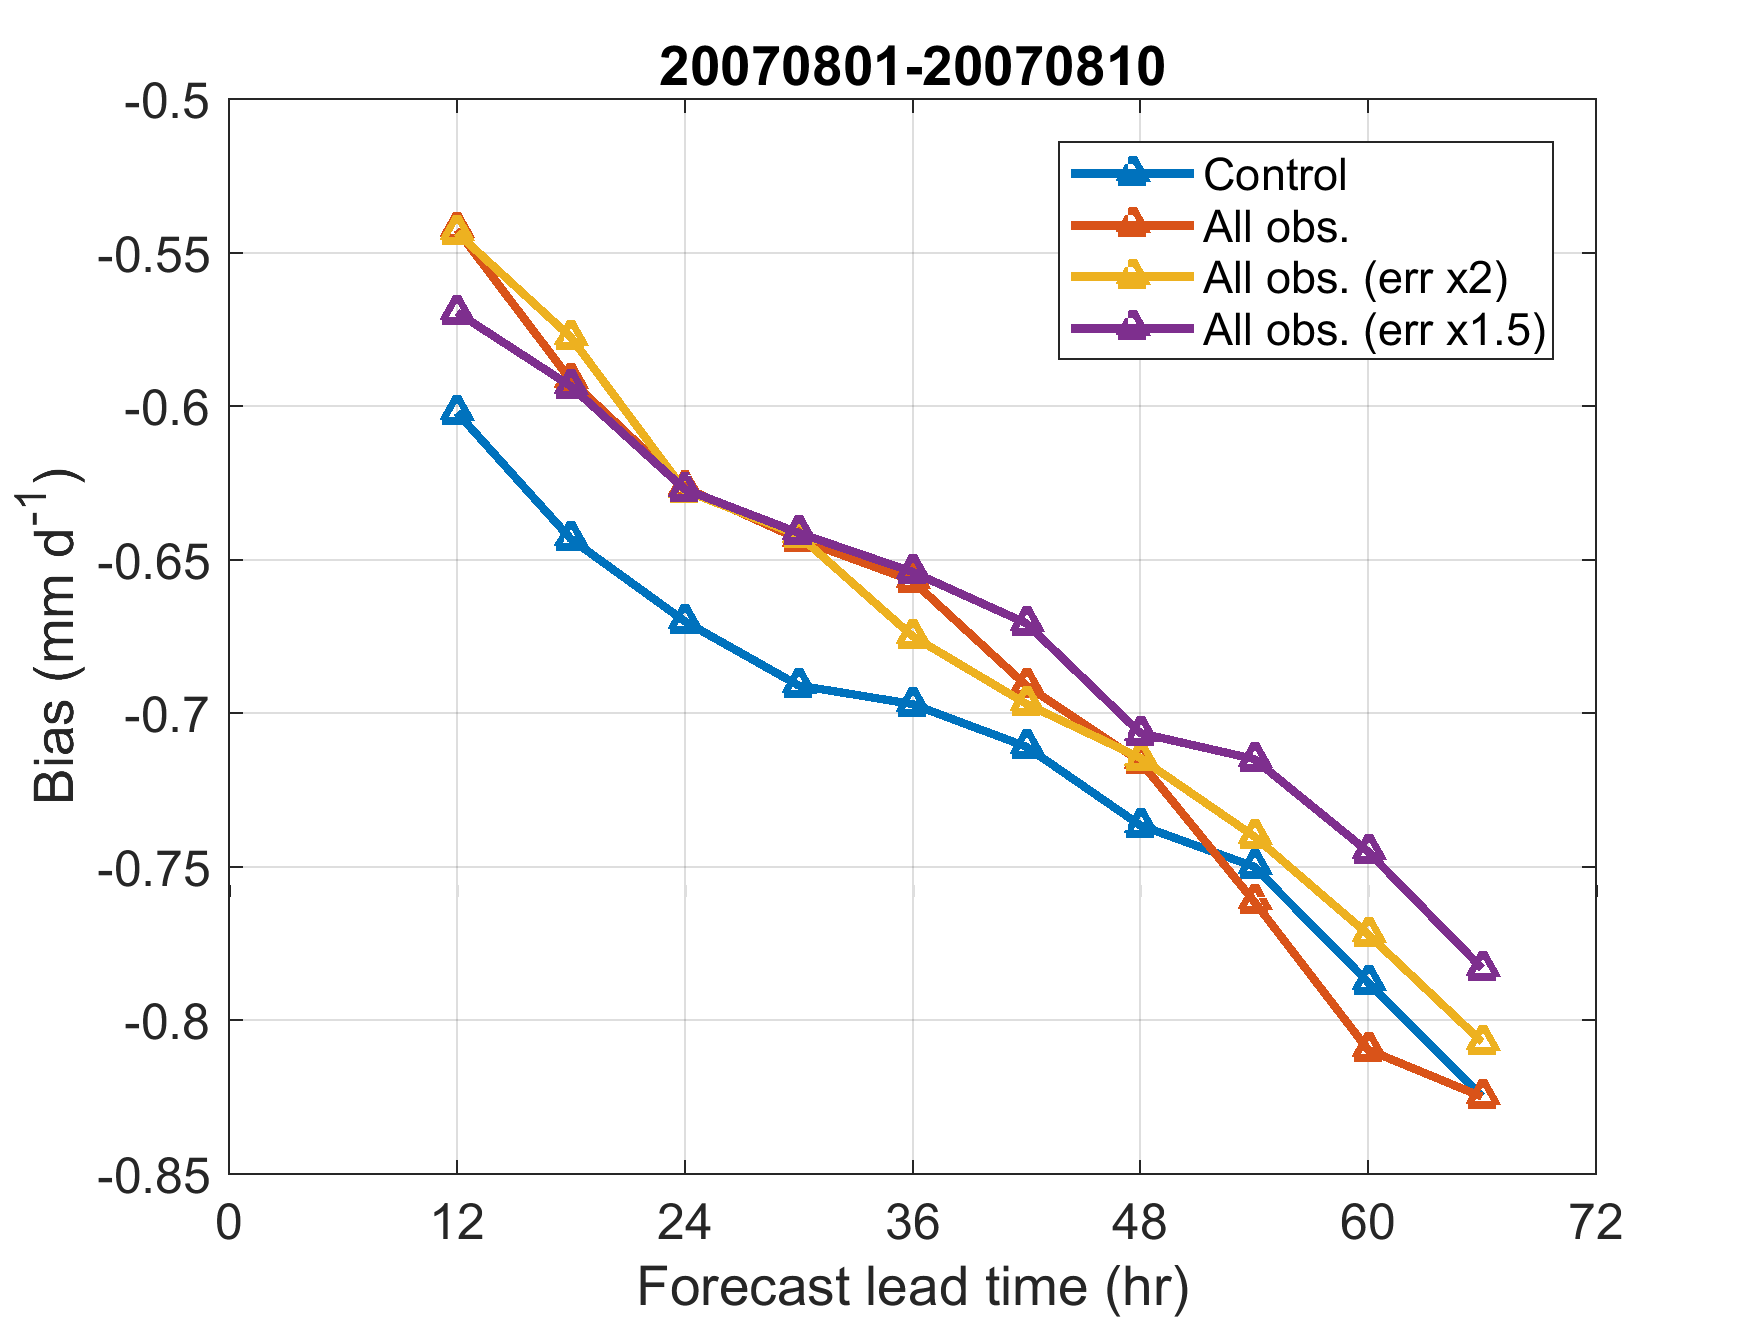 20070801-20070810
-0.5
-0.55
-0.6
-0.65
-0.7
-0.75
-0.8
-0.85
Bias (mm d-1)
Control
All obs.
All obs. (err x2)
All obs. (err x1.5)
0 12 24 36 48 60 72
Forecast lead time (hr)